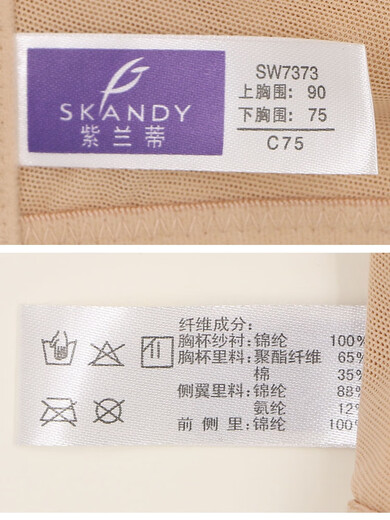 SKANDY
紫兰蒂
SW7373
上胸围: 90
下胸围: 75
C75
纤维成分:
胸杯纱衬: 锦纶 100%
胸杯里料: 聚酯纤维 65%
棉 35%
侧翼里料: 锦纶 88%
氨纶 12%
前侧里: 锦纶 100%